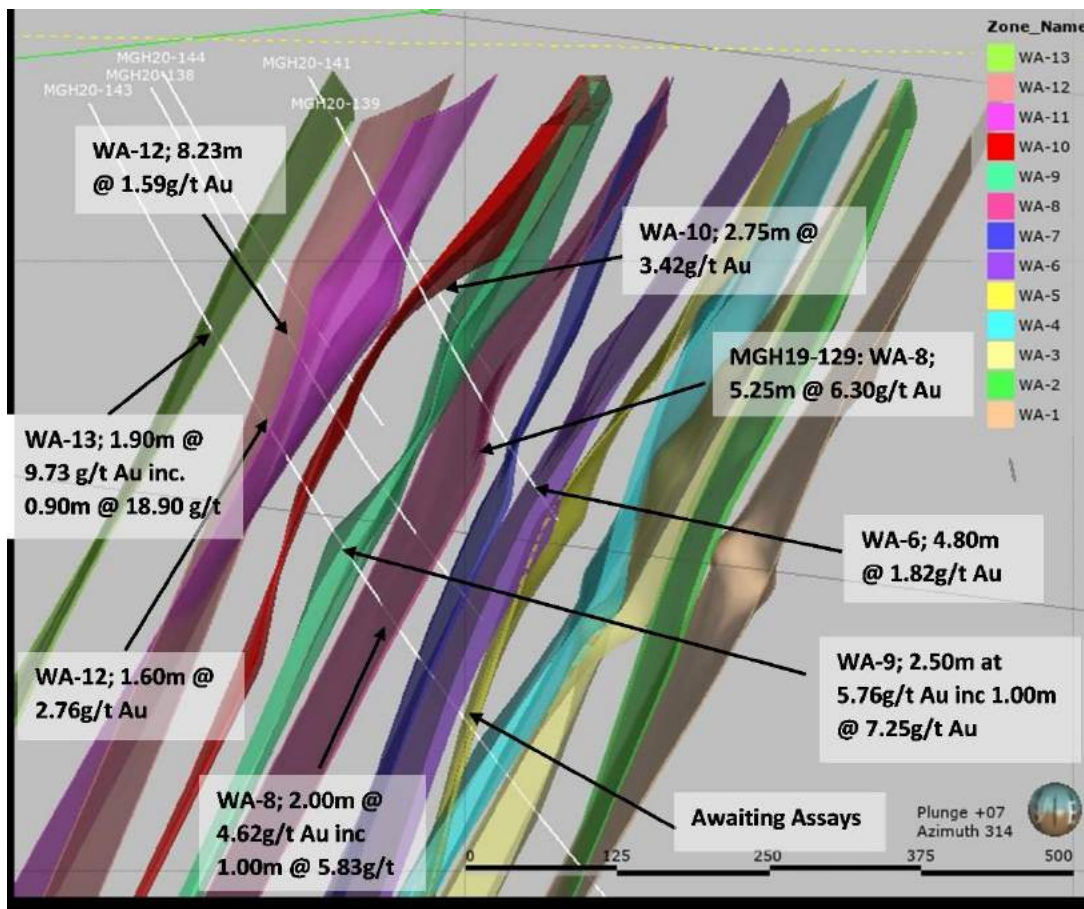 Zone_Name
WA-13
WA-12
WA-11
WA-10
WA-9
WA-8
WA-7
WA-6
WA-5
WA-4
WA-3
WA-2
WA-1
MGH20-144
MGH20-138
MGH20-143
MGH20-141
MGH20-139
WA-12; 8.23m
@ 1.59g/t Au
WA-10; 2.75m @
3.42g/t Au
MGH19-129: WA-8;
5.25m @ 6.30g/t Au
WA-13; 1.90m @
9.73 g/t Au inc.
0.90m @ 18.90 g/t
WA-6; 4.80m
@ 1.82g/t Au
WA-12; 1.60m @
2.76g/t Au
WA-9; 2.50m at
5.76g/t Au inc 1.00m
@ 7.25g/t Au
WA-8; 2.00m @
4.62g/t Au inc
1.00m @ 5.83g/t
Awaiting Assays
Plunge +07
Azimuth 314
0 125 250 375 500